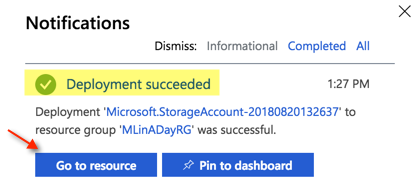 Notifications
Dismiss: Informational Completed All
Deployment succeeded 1:27 PM
Deployment 'Microsoft.StorageAccount-20180820132637' to
resource group 'MLinADayRG' was successful.
Go to resource Pin to dashboard